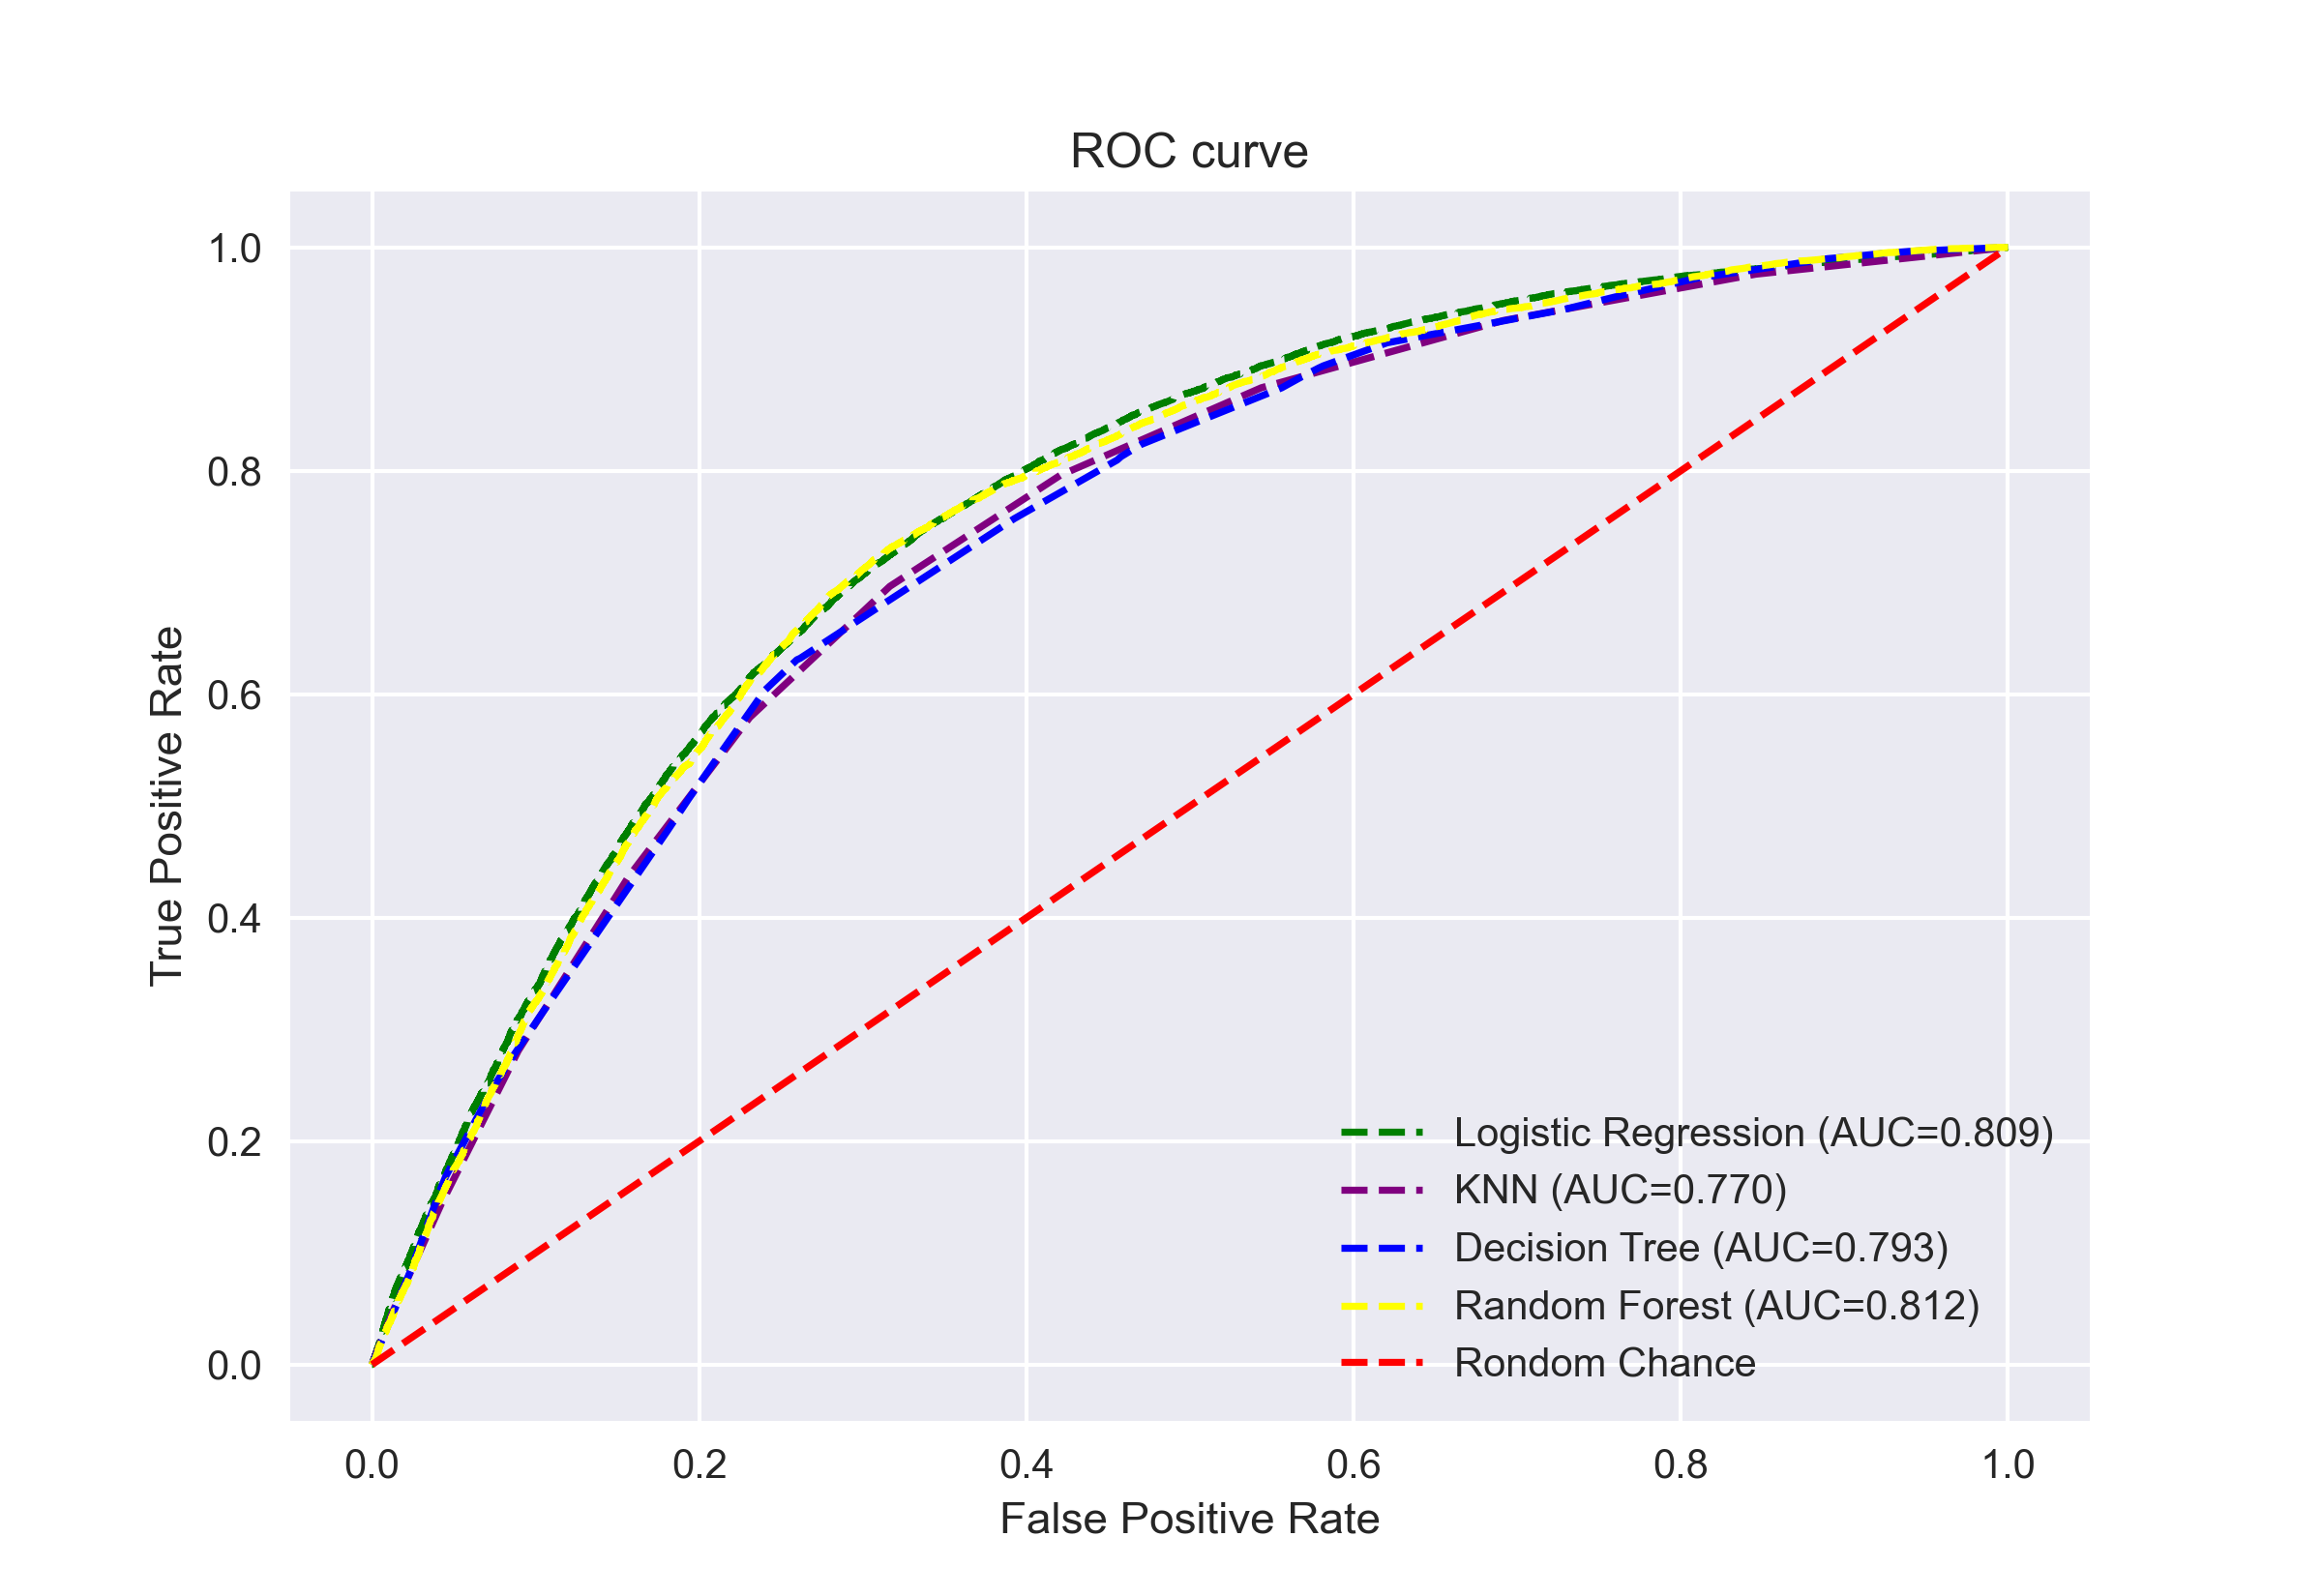 ROC curve
1.0
0.8
0.6
0.4
0.2
0.0
True Positive Rate
Logistic Regression (AUC=0.809)
KNN (AUC=0.770)
Decision Tree (AUC=0.793)
Random Forest (AUC=0.812)
Rondom Chance
0.0 0.2 0.4 0.6 0.8 1.0
False Positive Rate